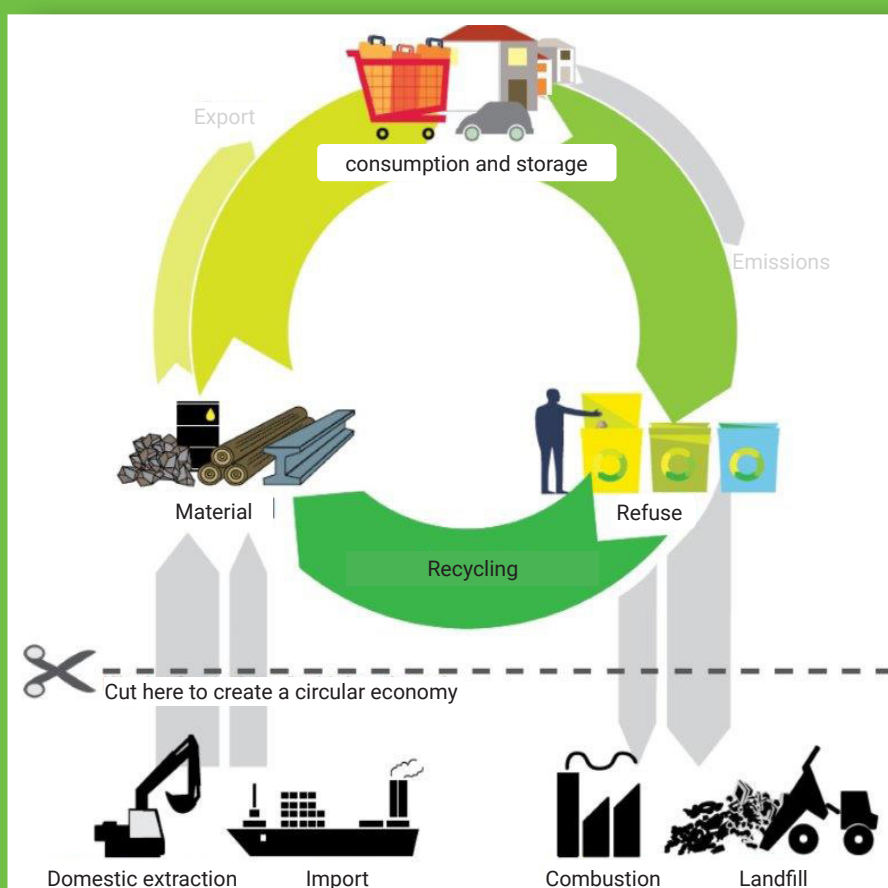 Export
consumption and storage
Emissions
Material
Refuse
Recycling
Cut here to create a circular economy
Domestic extraction
Import
Combustion
Landfill